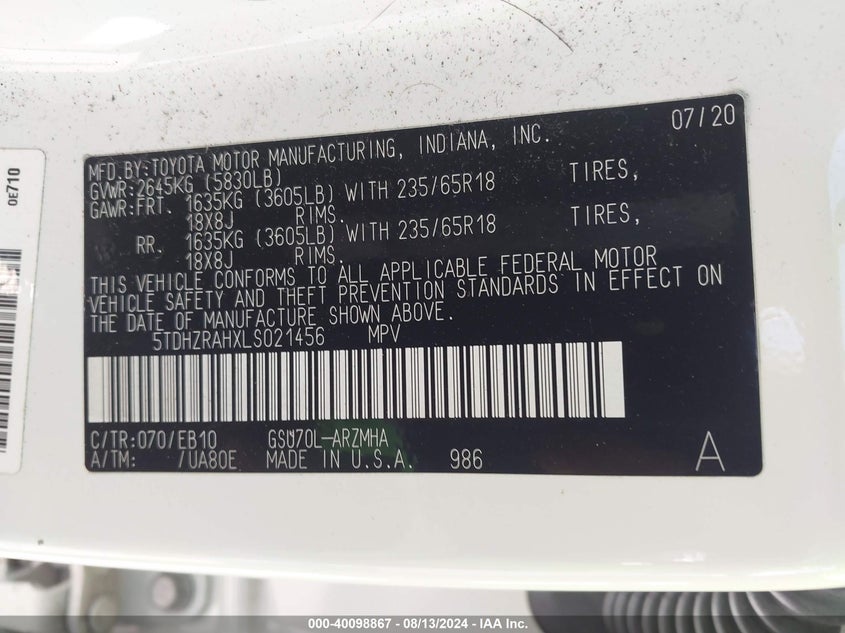 07/20
MFD.BY:TOYOTA MOTOR MANUFACTURING, INDIANA, INC.
GVWR:2645KG (5830LB)
GAWR:FRT. 1635KG (3605LB) WITH 235/65R18 TIRES,
18X8J RIMS.
RR. 1635KG (3605LB) WITH 235/65R18 TIRES,
18X8J RIMS.
THIS VEHICLE CONFORMS TO ALL APPLICABLE FEDERAL MOTOR
VEHICLE SAFETY AND THEFT PREVENTION STANDARDS IN EFFECT ON
THE DATE OF MANUFACTURE SHOWN ABOVE.
5TDHZRAHXLS021456 MPV
C/TR:070/EB10 GSU70L-ARZMHA
A/TM: /UA80E MADE IN U.S.A. 986 A
0E710
000-40098867 - 08/13/2024 - IAA Inc.